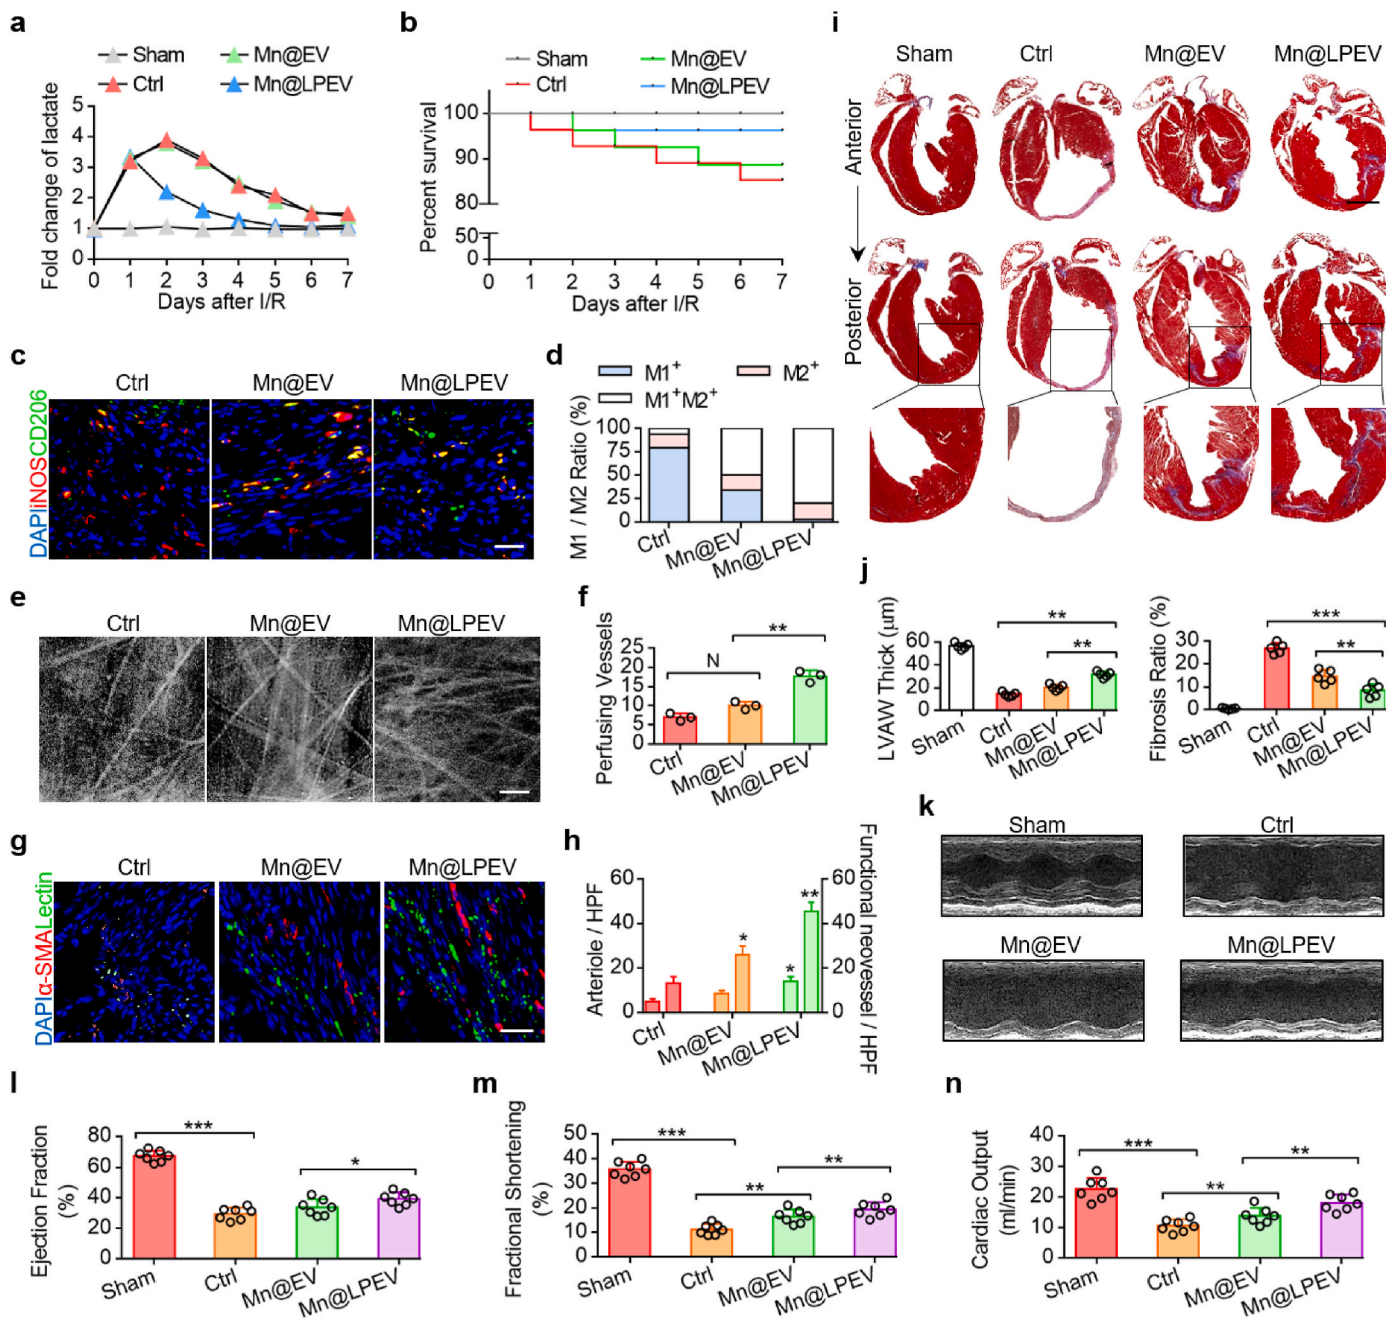 a
Sham
Mn@EV
Ctrl
Mn@LPEV
Fold change of lactate
5
4
3
2
1
0
0 1 2 3 4 5 6 7
Days after I/R
b
Sham
Mn@EV
Ctrl
Mn@LPEV
Percent survival
100
90
80
50
0
0 1 2 3 4 5 6 7
Days after I/R
c
Ctrl Mn@EV Mn@LPEV
DAPIiNOSCD206
d
M1+ M2+
M1+M2+
M1 / M2 Ratio (%)
100
75
50
25
0
Ctrl
Mn@EV
Mn@LPEV
e
Ctrl Mn@EV Mn@LPEV
f
Perfusing Vessels
25
20
15
10
5
0
N
**
Ctrl
Mn@EV
Mn@LPEV
g
Ctrl Mn@EV Mn@LPEV
DAPIα-SMALectin
h
Arteriole / HPF
60
40
20
0
*
*
**
60
40
20
0
Functional neovessel / HPF
Ctrl
Mn@EV
Mn@LPEV
i
Sham Ctrl Mn@EV Mn@LPEV
Anterior
Posterior
j
LVAW Thick (μm)
60
40
20
0
**
**
Sham
Ctrl
Mn@EV
Mn@LPEV
Fibrosis Ratio (%)
30
20
10
0
***
**
Sham
Ctrl
Mn@EV
Mn@LPEV
k
Sham Ctrl
Mn@EV Mn@LPEV
l
Ejection Fraction
(%)
80
60
40
20
0
***
*
Sham
Ctrl
Mn@EV
Mn@LPEV
m
Fractional Shortening
(%)
50
40
30
20
10
0
***
**
**
Sham
Ctrl
Mn@EV
Mn@LPEV
n
Cardiac Output
(ml/min)
40
30
20
10
0
***
**
**
Sham
Ctrl
Mn@EV
Mn@LPEV